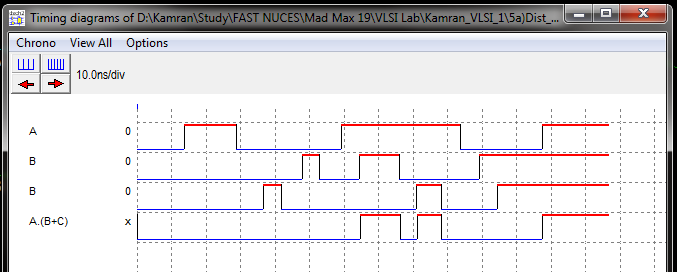 dsch2
Timing diagrams of D:\Kamran\Study\FAST NUCES\Mad Max 19\VLSI Lab\Kamran_VLSI_1\5a)Dist_...
Chrono View All Options
10.0ns/div
A 0
B 0
B 0
A.(B+C) x